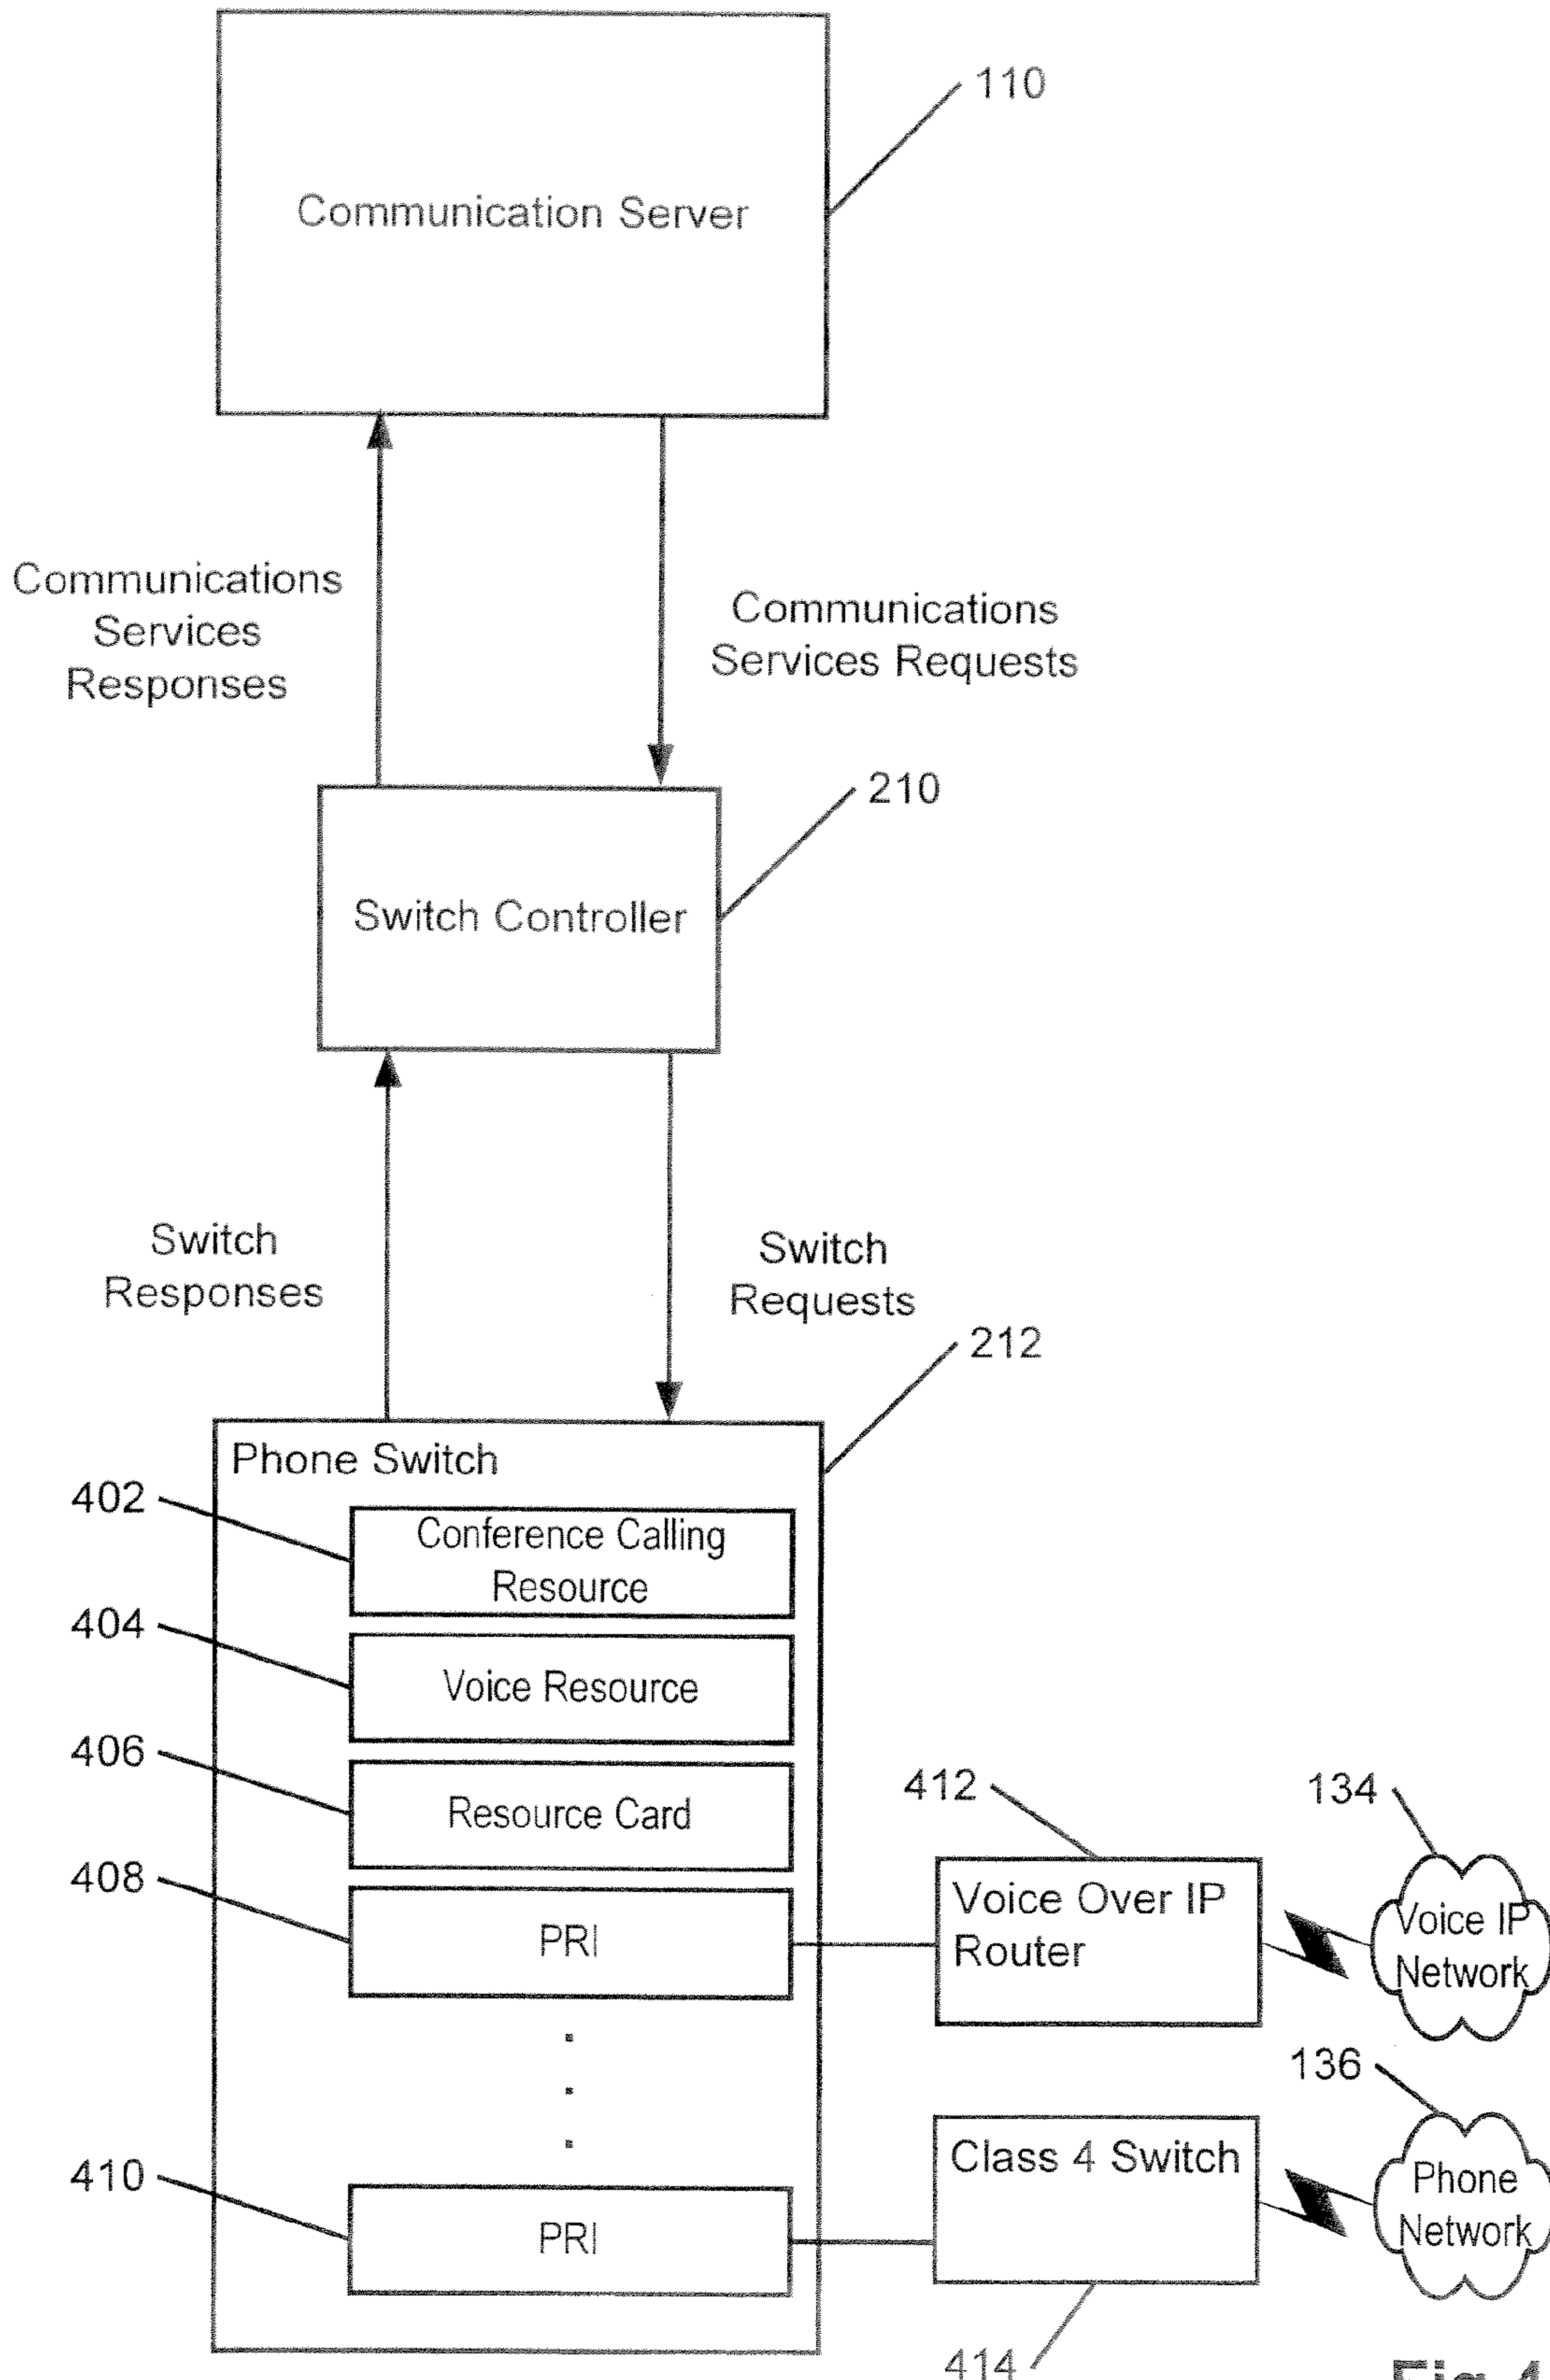 110
Communication Server
Communications
Services
Responses
Communications
Services Requests
210
Switch Controller
Switch
Responses
Switch
Requests
212
Phone Switch
402
Conference Calling
Resource
404
Voice Resource
406
Resource Card
408
PRI
412
Voice Over IP
Router
134
Voice IP
Network
136
410
PRI
Class 4 Switch
Phone
Network
414
Fig 4